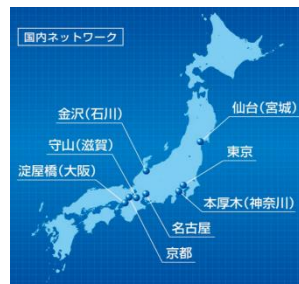 国内ネットワーク
仙台(宮城)
金沢(石川)
守山(滋賀)
東京
淀屋橋(大阪)
本厚木(神奈川)
名古屋
京都